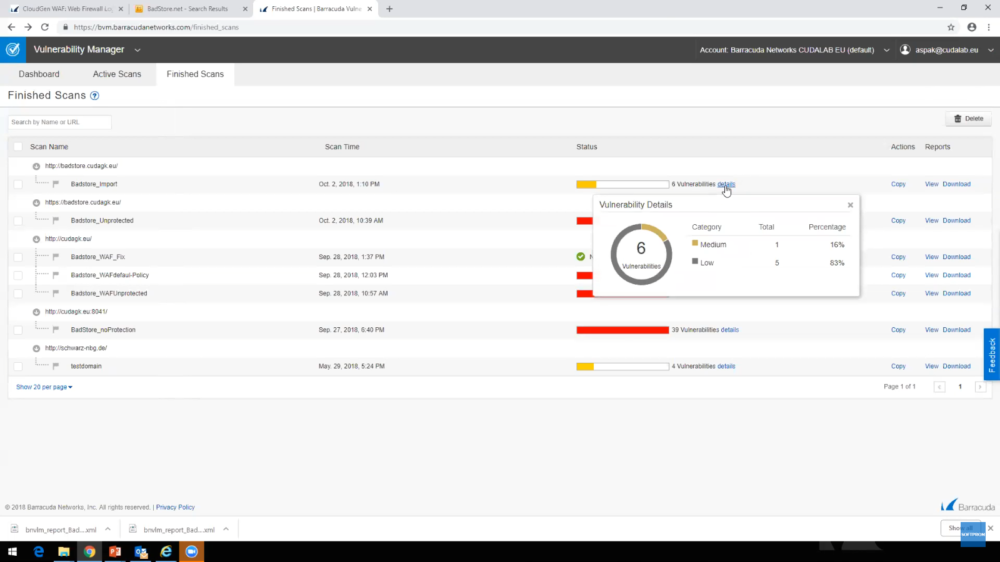 CloudGen WAF: Web Firewall Lo
BadStore.net - Search Results
Finished Scans | Barracuda Vulne
https://bvm.barracudanetworks.com/finished_scans
Vulnerability Manager
Account: Barracuda Networks CUDALAB EU (default)
aspak@cudalab.eu
Dashboard
Active Scans
Finished Scans
Finished Scans ?
Search by Name or URL
Delete
Scan Name Scan Time Status Actions Reports
http://badstore.cudagk.eu/
Badstore_Import Oct. 2, 2018, 1:10 PM 6 Vulnerabilities details Copy View Download
https://badstore.cudagk.eu/
Badstore_Unprotected Oct. 2, 2018, 10:39 AM Copy View Download
http://cudagk.eu/
Badstore_WAF_Fix Sep. 28, 2018, 1:37 PM N Copy View Download
Badstore_WAFdefaul-Policy Sep. 28, 2018, 12:03 PM Copy View Download
Badstore_WAFUnprotected Sep. 28, 2018, 10:57 AM Copy View Download
http://cudagk.eu:8041/
BadStore_noProtection Sep. 27, 2018, 6:40 PM 39 Vulnerabilities details Copy View Download
http://schwarz-nbg.de/
testdomain May. 29, 2018, 5:24 PM 4 Vulnerabilities details Copy View Download
Vulnerability Details
6
Vulnerabilities
Category Total Percentage
Medium 1 16%
Low 5 83%
Feedback
Show 20 per page
Page 1 of 1
1
© 2018 Barracuda Networks, Inc. All rights reserved. | Privacy Policy
Barracuda
bnvlm_report_Bad....xml
bnvlm_report_Bad....xml
Show all
SOFTPROM